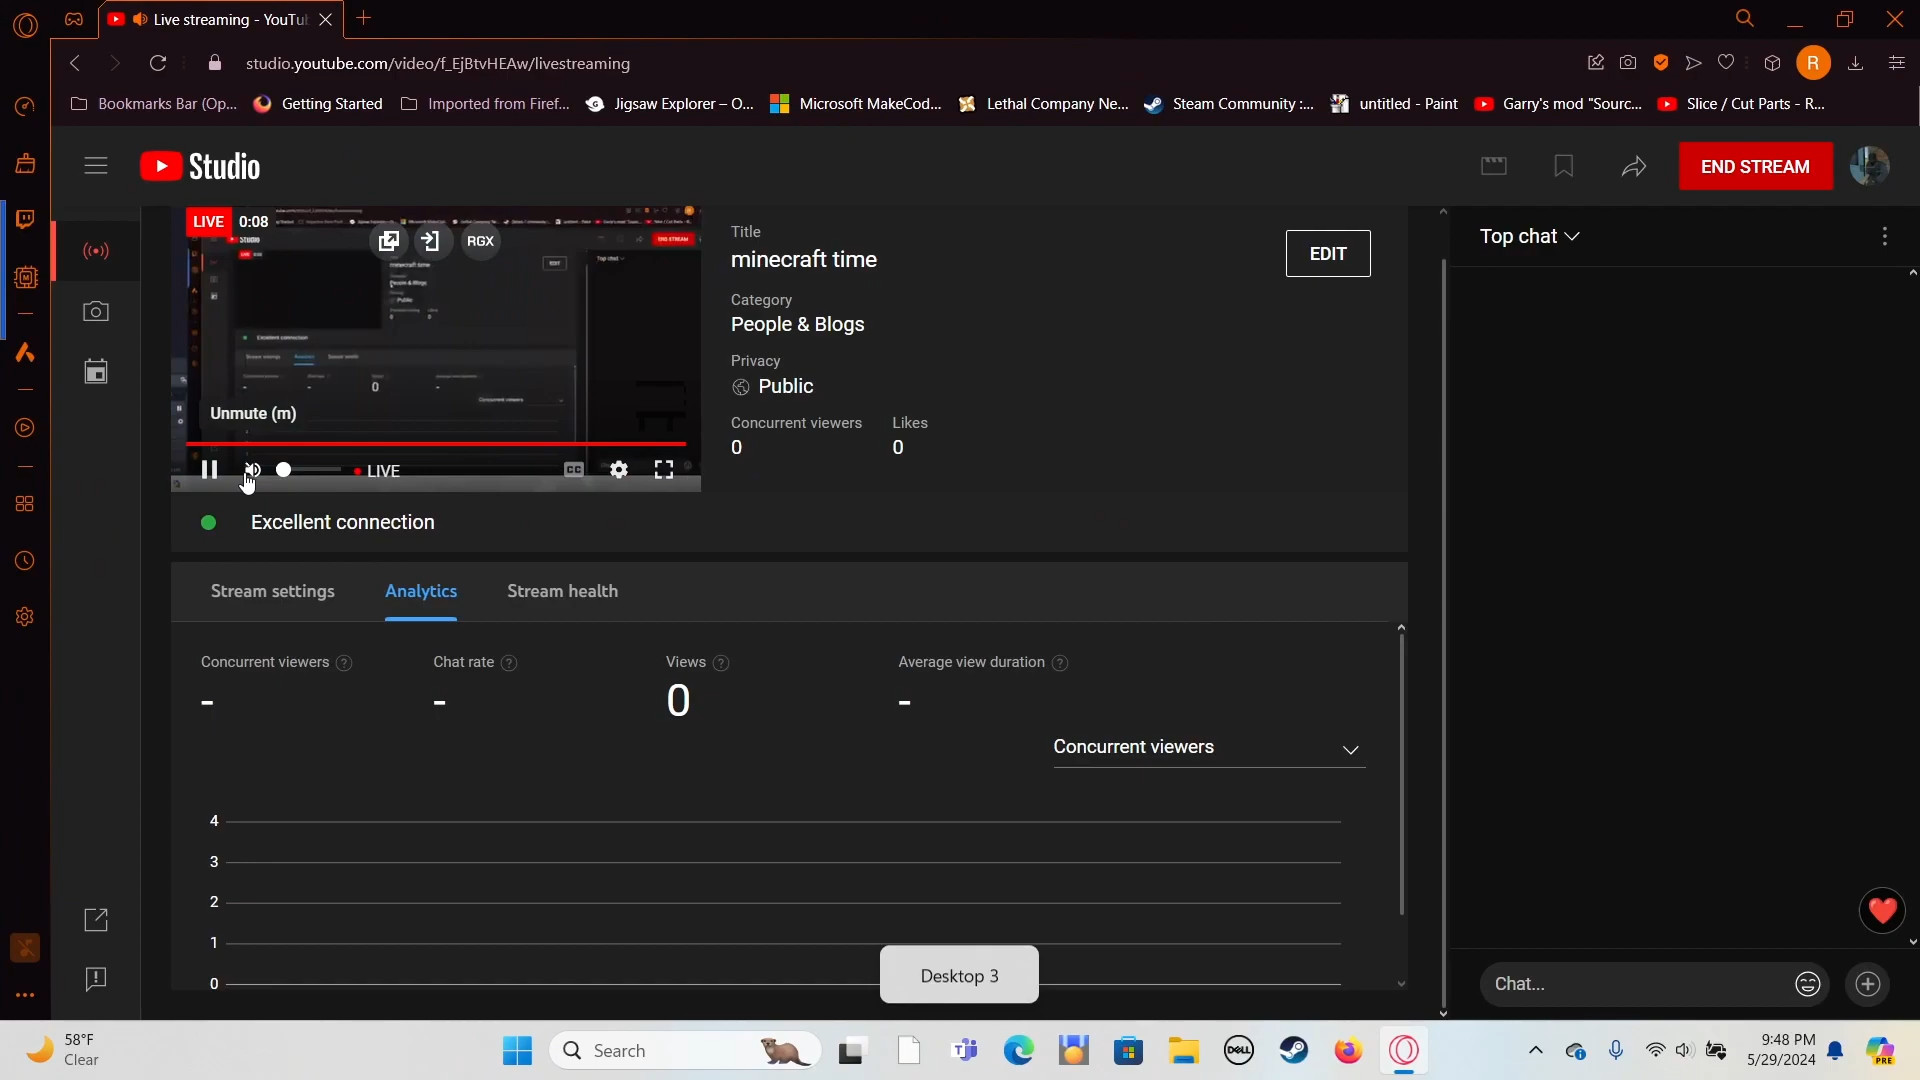 Live streaming - YouTu
studio.youtube.com/video/f_EjBtvHEAw/livestreaming
R
Bookmarks Bar (Op... Getting Started Imported from Firef... Jigsaw Explorer – O... Microsoft MakeCod... Lethal Company Ne... Steam Community :... untitled - Paint Garry's mod "Sourc... Slice / Cut Parts - R...
Studio
END STREAM
LIVE 0:08
RGX
Unmute (m)
LIVE
CC
Title
minecraft time
EDIT
Category
People & Blogs
Privacy
Public
Concurrent viewers Likes
0 0
Top chat
Excellent connection
Stream settings Analytics Stream health
Concurrent viewers ? Chat rate ? Views ? Average view duration ?
- - 0 -
Concurrent viewers
4
3
2
1
0
Desktop 3
Chat...
58°F
Clear
Search
DELL
9:48 PM
5/29/2024
PRE